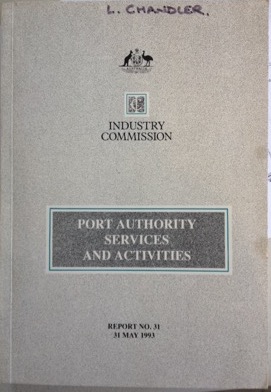 L. CHANDLER.
INDUSTRY
COMMISSION
PORT AUTHORITY
SERVICES
AND ACTIVITIES
REPORT NO. 31
31 MAY 1993